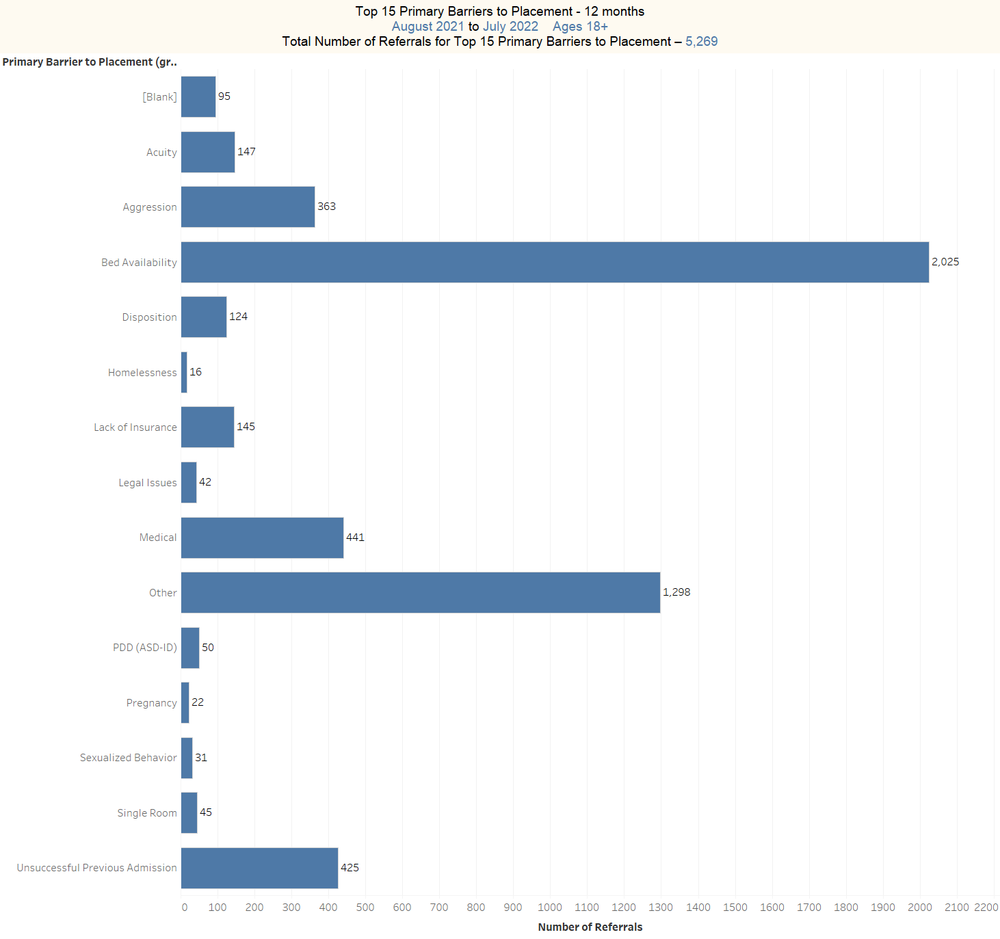 Top 15 Primary Barriers to Placement - 12 months
August 2021 to July 2022 Ages 18+
Total Number of Referrals for Top 15 Primary Barriers to Placement – 5,269
Primary Barrier to Placement (gr..
[Blank] 95
Acuity 147
Aggression 363
Bed Availability 2,025
Disposition 124
Homelessness 16
Lack of Insurance 145
Legal Issues 42
Medical 441
Other 1,298
PDD (ASD-ID) 50
Pregnancy 22
Sexualized Behavior 31
Single Room 45
Unsuccessful Previous Admission 425
0 100 200 300 400 500 600 700 800 900 1000 1100 1200 1300 1400 1500 1600 1700 1800 1900 2000 2100 2200
Number of Referrals